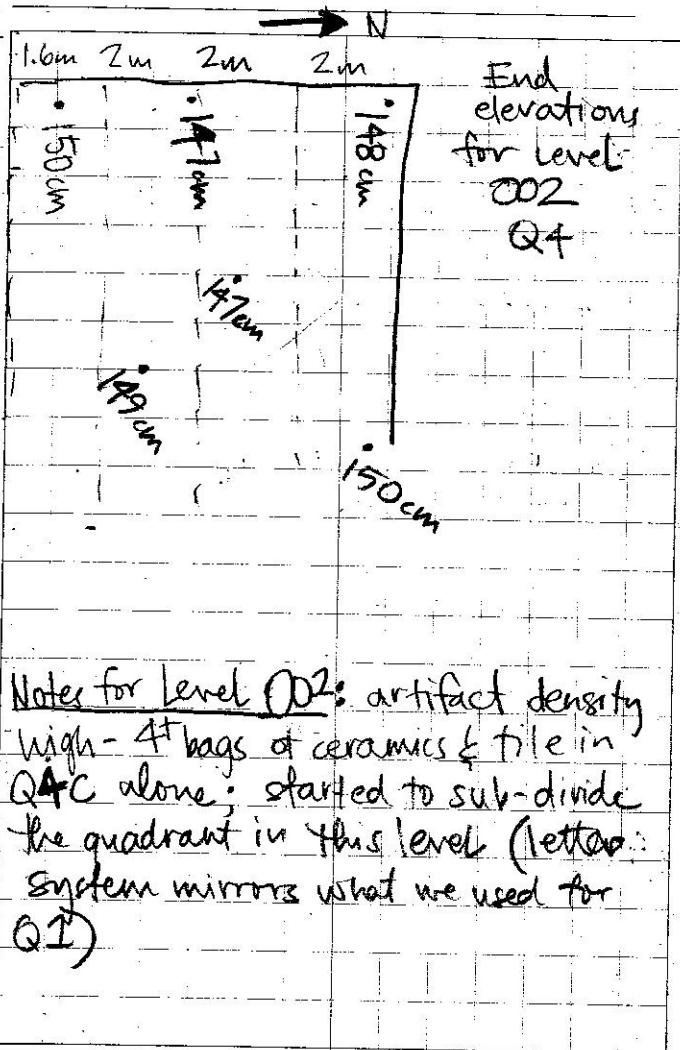 N
1.6m 2m 2m 2m
End
elevations
for Level
002
Q4
150cm
147cm
148cm
147cm
149cm
150cm
Notes for Level 002: artifact density
high - 4+ bags of ceramics & tile in
Q4C alone; started to sub-divide
the quadrant in this level (letter
system mirrors what we used for
Q1)